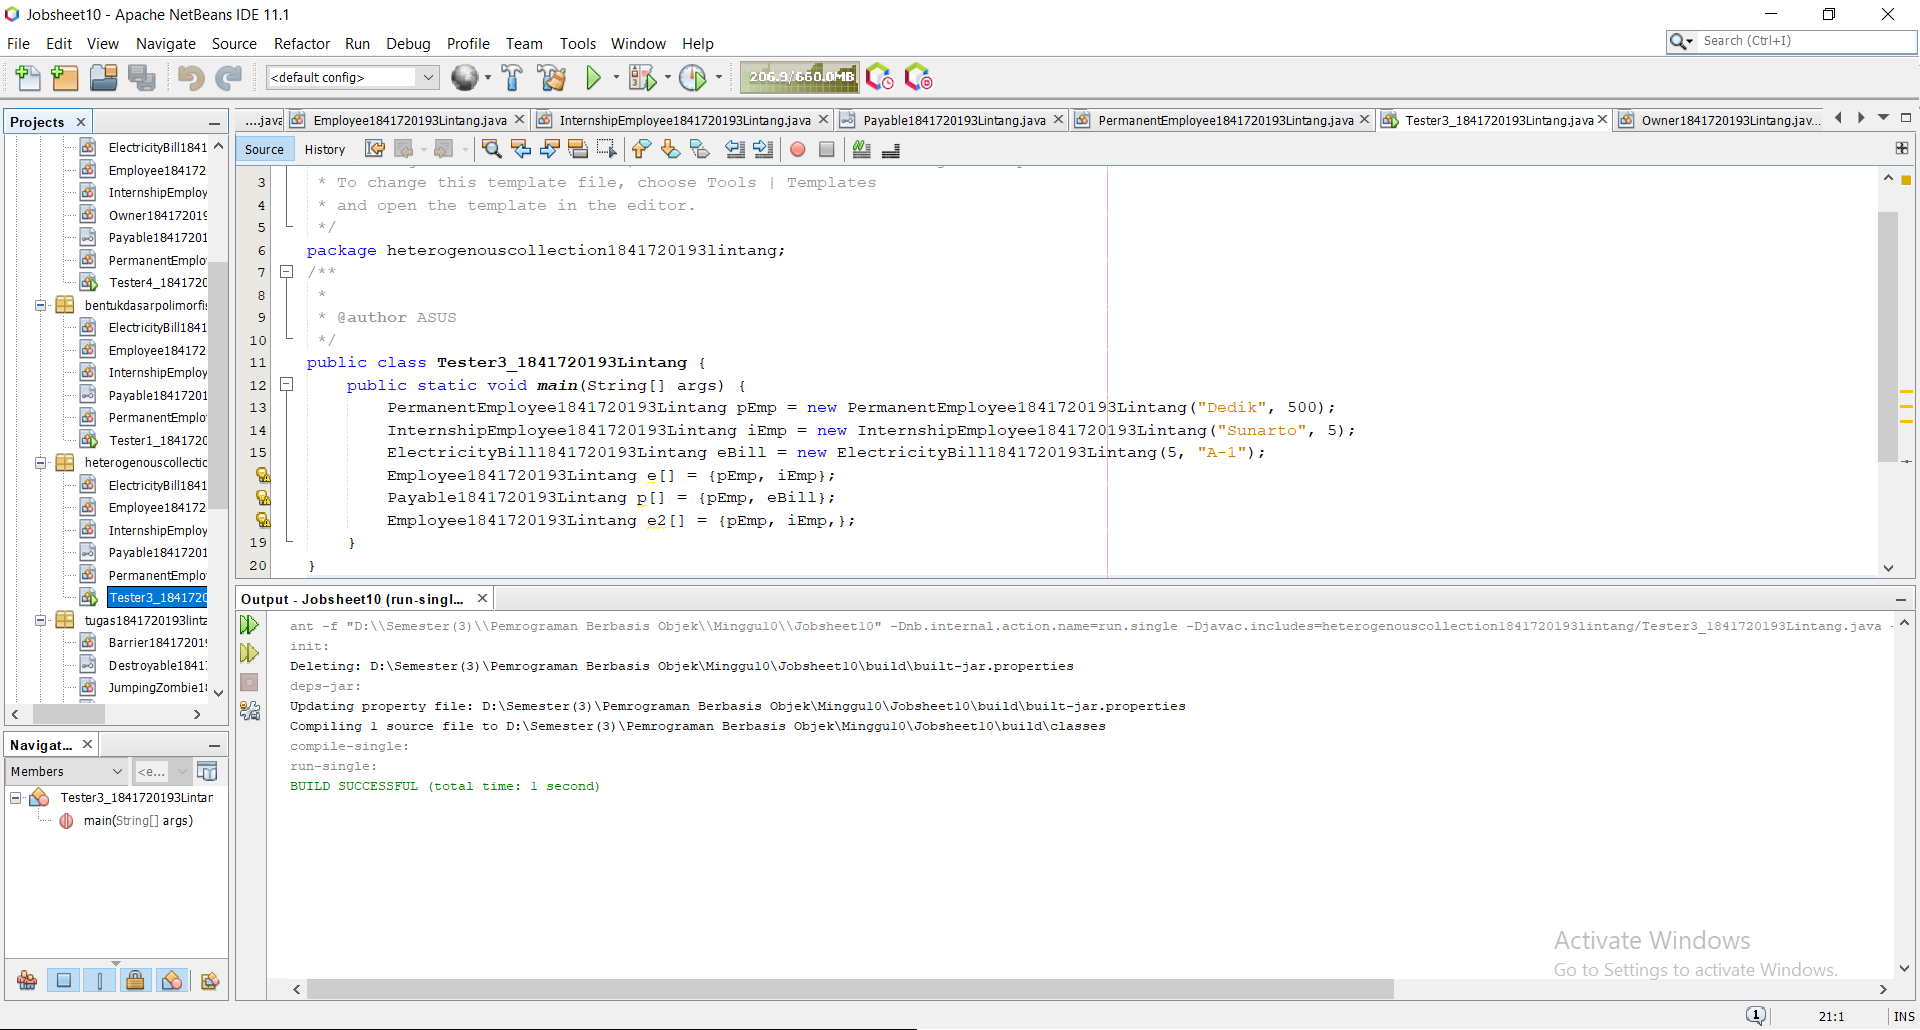 Jobsheet10 - Apache NetBeans IDE 11.1
File Edit View Navigate Source Refactor Run Debug Profile Team Tools Window Help
Search (Ctrl+I)
<default config>
206.9/660.0MB
Projects
ElectricityBill1841
Employee184172
InternshipEmploy
Owner184172019
Payable18417201
PermanentEmplo
Tester4_184172
bentukdasarpolimorfis
ElectricityBill1841
Employee184172
InternshipEmploy
Payable18417201
PermanentEmplo
Tester1_184172
heterogenouscollectic
ElectricityBill1841
Employee184172
InternshipEmploy
Payable18417201
PermanentEmplo
Tester3_184172
tugas1841720193lint
Barrier18417201
Destroyable1841
JumpingZombie1
....java Employee1841720193Lintang.java InternshipEmployee1841720193Lintang.java Payable1841720193Lintang.java PermanentEmployee1841720193Lintang.java Tester3_1841720193Lintang.java Owner1841720193Lintang.jav...
Source History
3 * To change this template file, choose Tools | Templates
4 * and open the template in the editor.
5 */
6 package heterogenouscollection1841720193lintang;
7 /**
8 *
9 * @author ASUS
10 */
11 public class Tester3_1841720193Lintang {
12 public static void main(String[] args) {
13 PermanentEmployee1841720193Lintang pEmp = new PermanentEmployee1841720193Lintang("Dedik", 500);
14 InternshipEmployee1841720193Lintang iEmp = new InternshipEmployee1841720193Lintang("Sunarto", 5);
15 ElectricityBill1841720193Lintang eBill = new ElectricityBill1841720193Lintang(5, "A-1");
Employee1841720193Lintang e[] = {pEmp, iEmp};
Payable1841720193Lintang p[] = {pEmp, eBill};
Employee1841720193Lintang e2[] = {pEmp, iEmp,};
19 }
20 }
Output - Jobsheet10 (run-singl...
ant -f "D:\\Semester(3)\\Pemrograman Berbasis Objek\\Minggu10\\Jobsheet10" -Dnb.internal.action.name=run.single -Djavac.includes=heterogenouscollection1841720193lintang/Tester3_1841720193Lintang.java -
init:
Deleting: D:\Semester(3)\Pemrograman Berbasis Objek\Minggu10\Jobsheet10\build\built-jar.properties
deps-jar:
Updating property file: D:\Semester(3)\Pemrograman Berbasis Objek\Minggu10\Jobsheet10\build\built-jar.properties
Compiling 1 source file to D:\Semester(3)\Pemrograman Berbasis Objek\Minggu10\Jobsheet10\build\classes
compile-single:
run-single:
BUILD SUCCESSFUL (total time: 1 second)
Navigat...
Members <e...
Tester3_1841720193Lintan
main(String[] args)
Activate Windows
Go to Settings to activate Windows.
1 21:1 INS